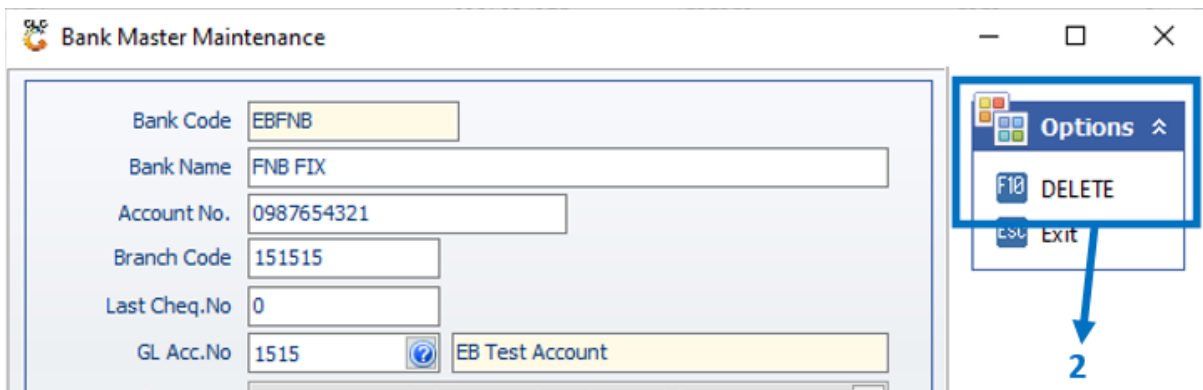 Bank Master Maintenance
Options
Bank Code EBFNB
Bank Name FNB FIX
F10 DELETE
Account No. 0987654321
ESC Exit
Branch Code 151515
Last Cheq.No 0
GL Acc.No 1515 EB Test Account
2